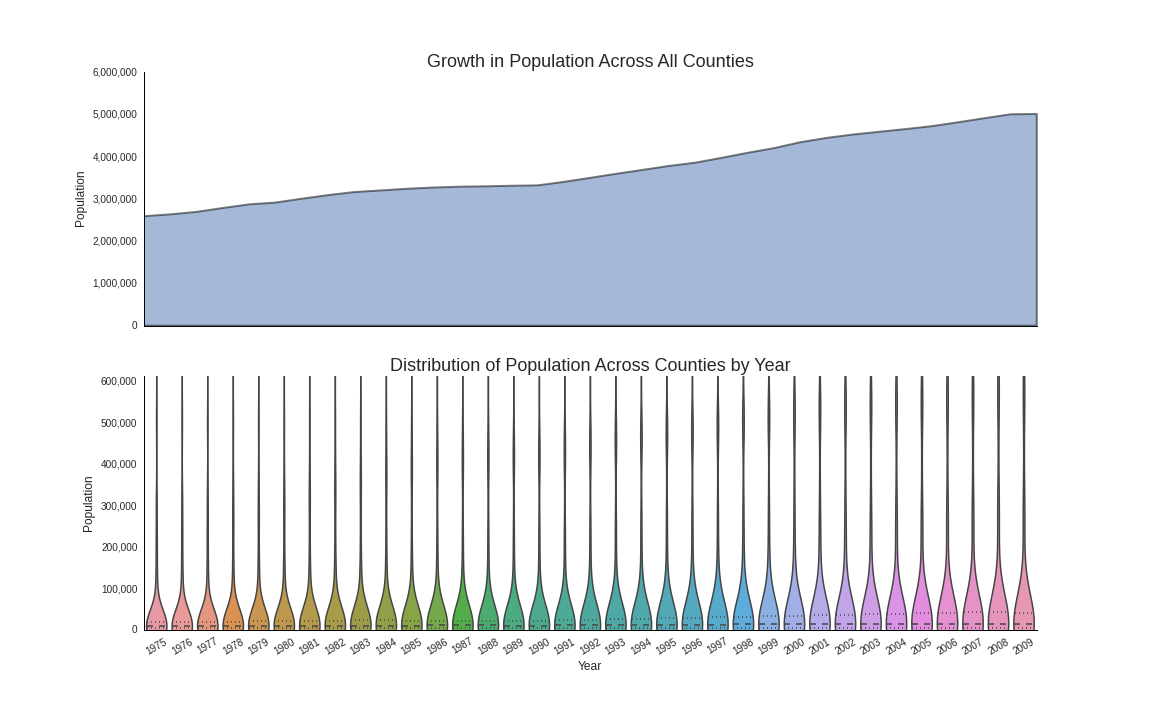 Growth in Population Across All Counties
6,000,000
5,000,000
4,000,000
3,000,000
2,000,000
1,000,000
0
Population
Distribution of Population Across Counties by Year
600,000
500,000
400,000
300,000
200,000
100,000
0
Population
1975 1976 1977 1978 1979 1980 1981 1982 1983 1984 1985 1986 1987 1988 1989 1990 1991 1992 1993 1994 1995 1996 1997 1998 1999 2000 2001 2002 2003 2004 2005 2006 2007 2008 2009
Year